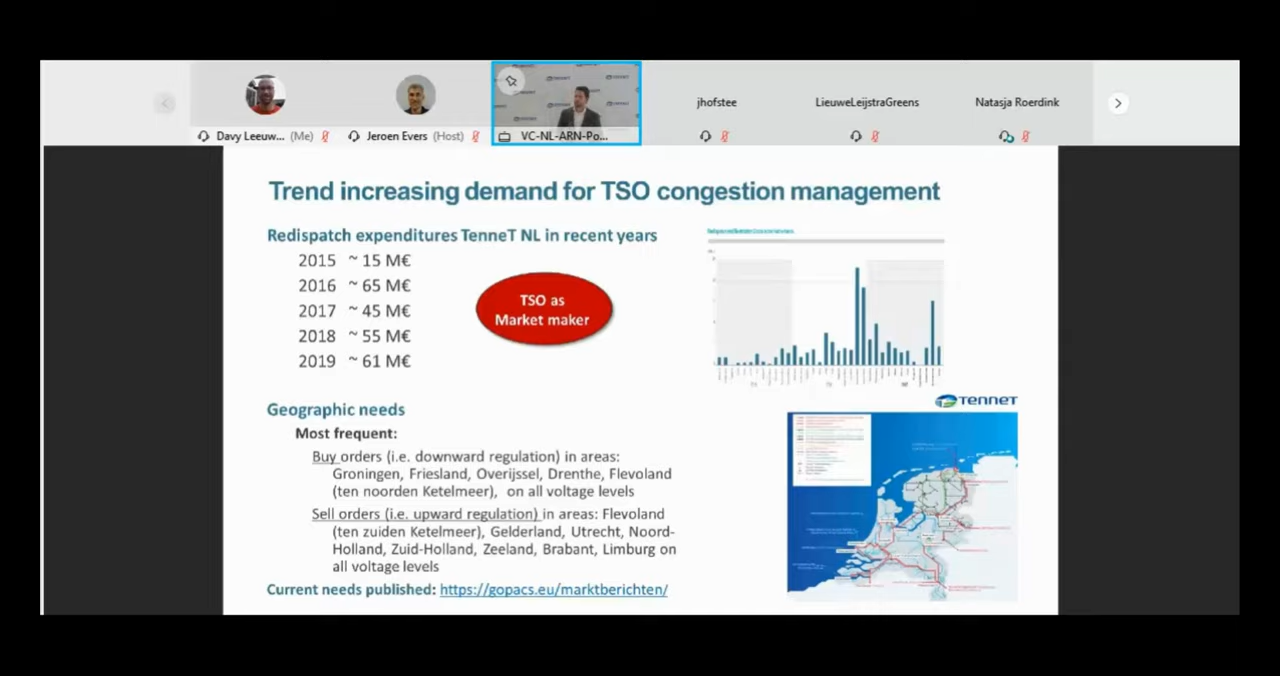 Davy Leeuw... (Me)
Jeroen Evers (Host)
VC-NL-ARN-Po...
jhofstee
LieuweLeijstraGreens
Natasja Roerdink
TENNET
Trend increasing demand for TSO congestion management
Redispatch expenditures TenneT NL in recent years
2015 ~ 15 M€
2016 ~ 65 M€
2017 ~ 45 M€
2018 ~ 55 M€
2019 ~ 61 M€
TSO as
Market maker
TENNET
Geographic needs
Most frequent:
Buy orders (i.e. downward regulation) in areas:
Groningen, Friesland, Overijssel, Drenthe, Flevoland
(ten noorden Ketelmeer), on all voltage levels
Sell orders (i.e. upward regulation) in areas: Flevoland
(ten zuiden Ketelmeer), Gelderland, Utrecht, Noord-
Holland, Zuid-Holland, Zeeland, Brabant, Limburg on
all voltage levels
Current needs published: https://gopacs.eu/marktberichten/